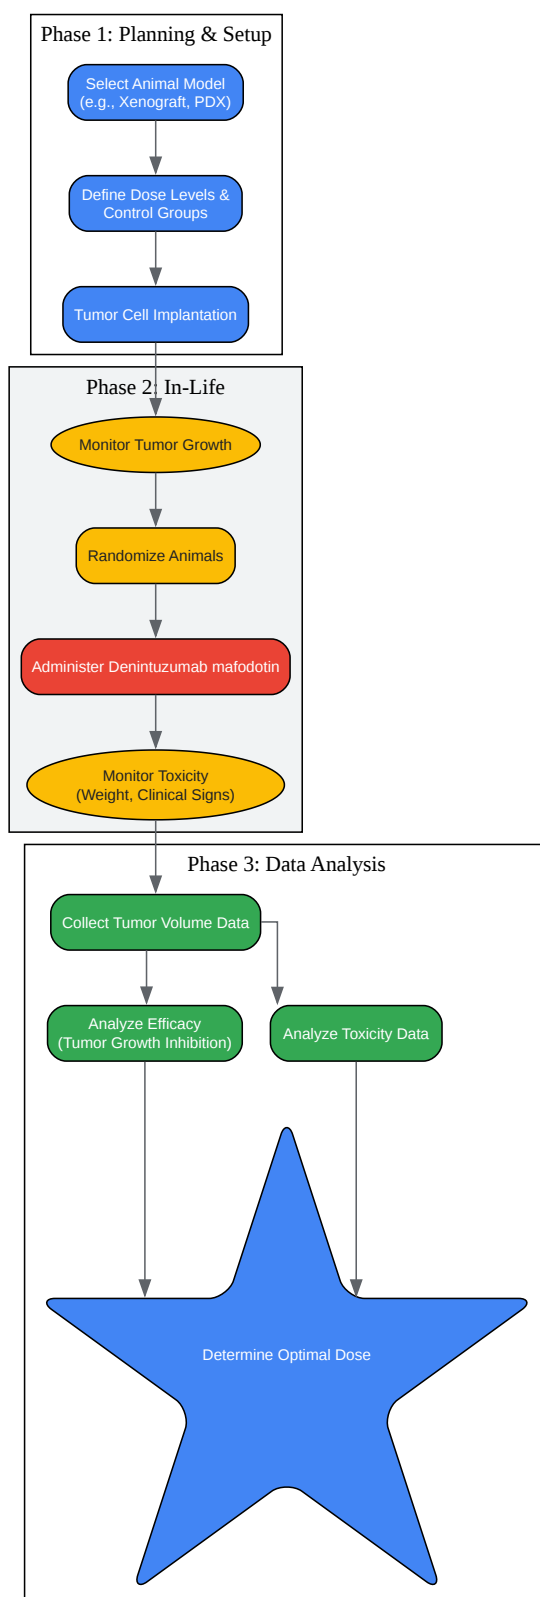 Phase 1: Planning & Setup
Select Animal Model
(e.g., Xenograft, PDX)
Define Dose Levels &
Control Groups
Tumor Cell Implantation
Phase 2: In-Life
Monitor Tumor Growth
Randomize Animals
Administer Denintuzumab mafodotin
Monitor Toxicity
(Weight, Clinical Signs)
Phase 3: Data Analysis
Collect Tumor Volume Data
Analyze Efficacy
(Tumor Growth Inhibition)
Analyze Toxicity Data
Determine Optimal Dose